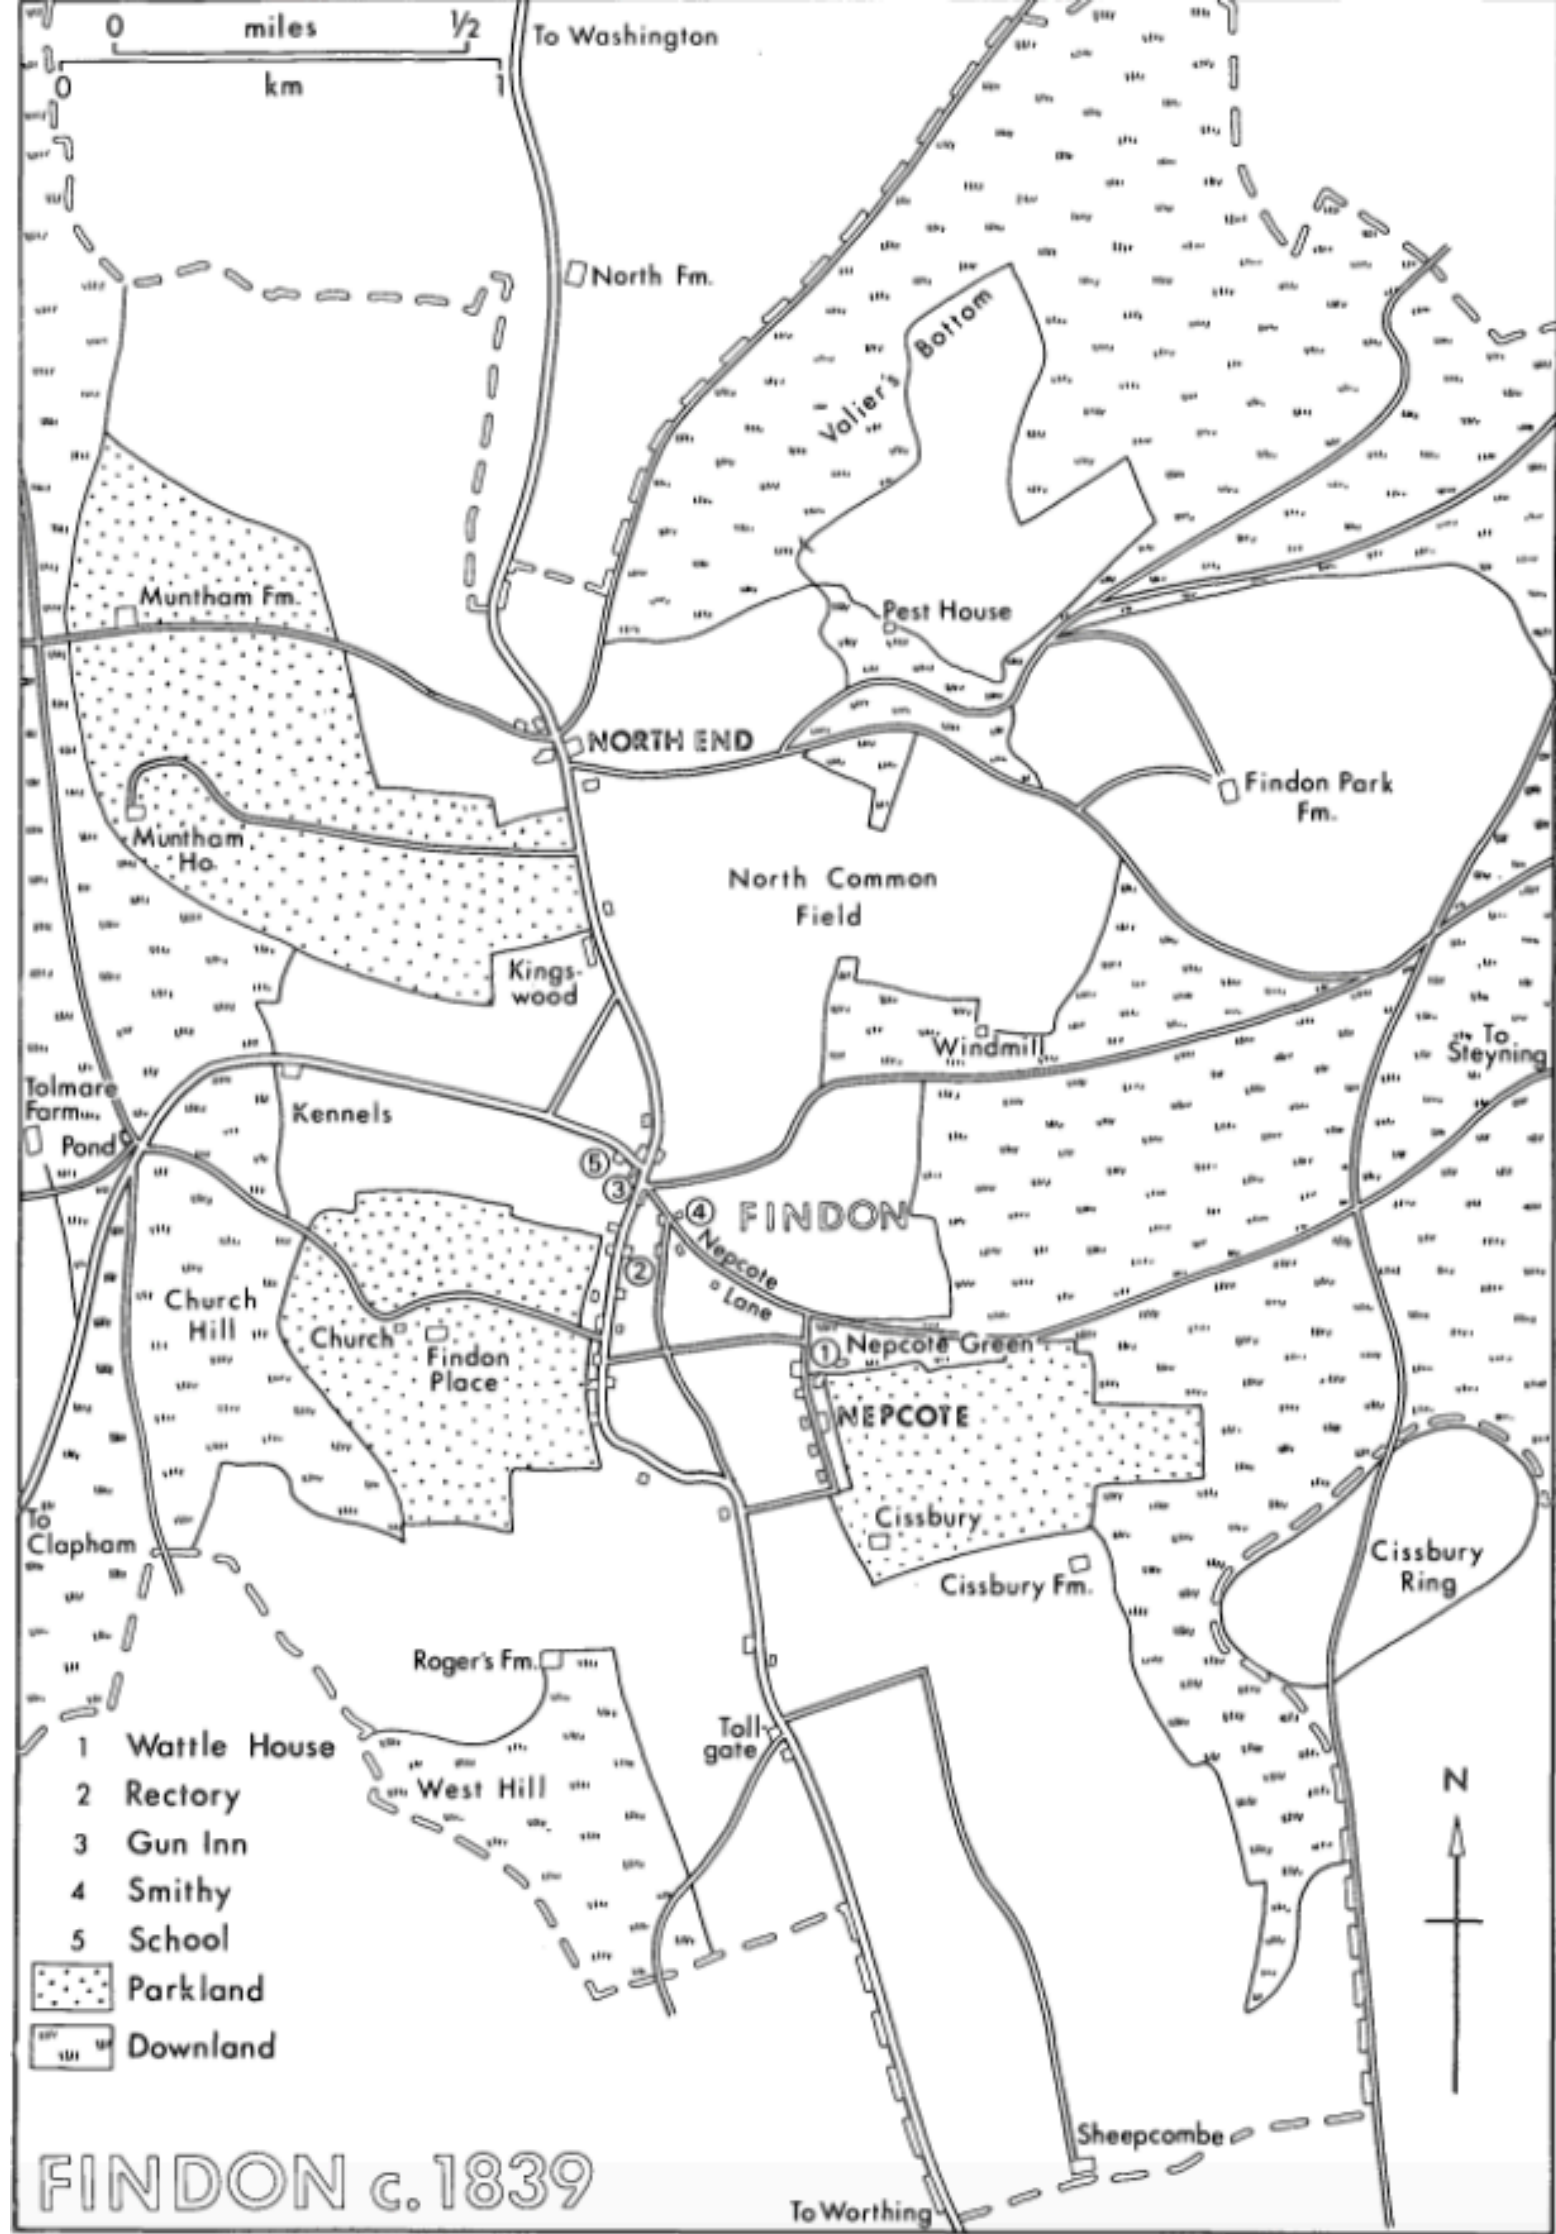 0 miles ½
0 km 1
To Washington
North Fm.
Valier's Bottom
Muntham Fm.
Pest House
NORTH END
Findon Park
Fm.
Muntham
Ho.
North Common
Field
Kings-
wood
Windmill
To
Steyning
Tolmare
Farm
Pond
Kennels
5
3
4
FINDON
Nepcote
Lane
2
Church
Hill
Church
Findon
Place
1
Nepcote Green
NEPCOTE
To
Clapham
Cissbury
Cissbury Fm.
Cissbury
Ring
Roger's Fm.
Toll
gate
West Hill
N
1 Wattle House
2 Rectory
3 Gun Inn
4 Smithy
5 School
Parkland
Downland
Sheepcombe
FINDON c. 1839
To Worthing